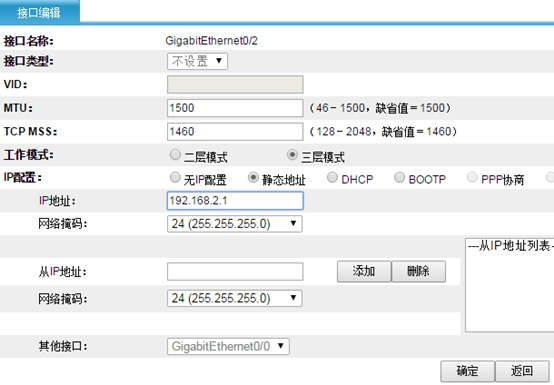 接口编辑
接口名称： GigabitEthernet0/2
接口类型： 不设置
VID：
MTU： 1500 （46－1500，缺省值＝1500）
TCP MSS： 1460 （128－2048，缺省值＝1460）
工作模式： 二层模式 三层模式
IP配置： 无IP配置 静态地址 DHCP BOOTP PPP协商
IP地址： 192.168.2.1
网络掩码： 24 (255.255.255.0)
---从IP地址列表-
从IP地址： 添加 删除
网络掩码： 24 (255.255.255.0)
其他接口： GigabitEthernet0/0
确定 返回